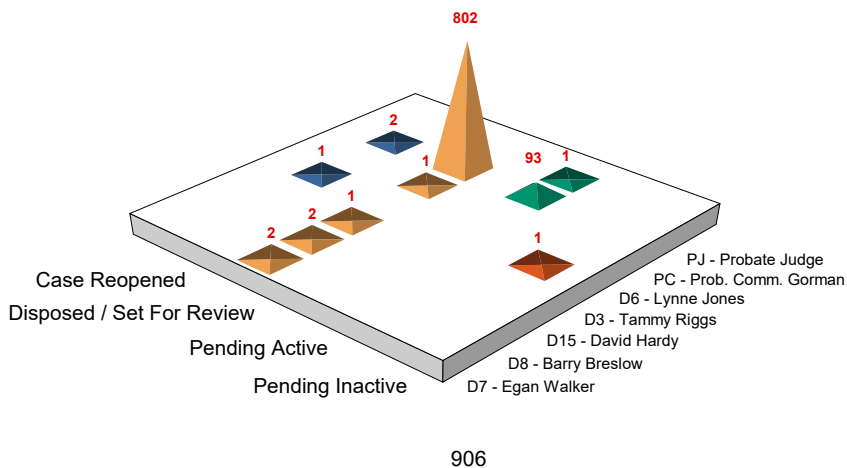 802
2
1
1
93
1
1
2
2
1
PJ - Probate Judge
PC - Prob. Comm. Gorman
Case Reopened
D6 - Lynne Jones
Disposed / Set For Review
D3 - Tammy Riggs
Pending Active
D15 - David Hardy
D8 - Barry Breslow
Pending Inactive
D7 - Egan Walker
906